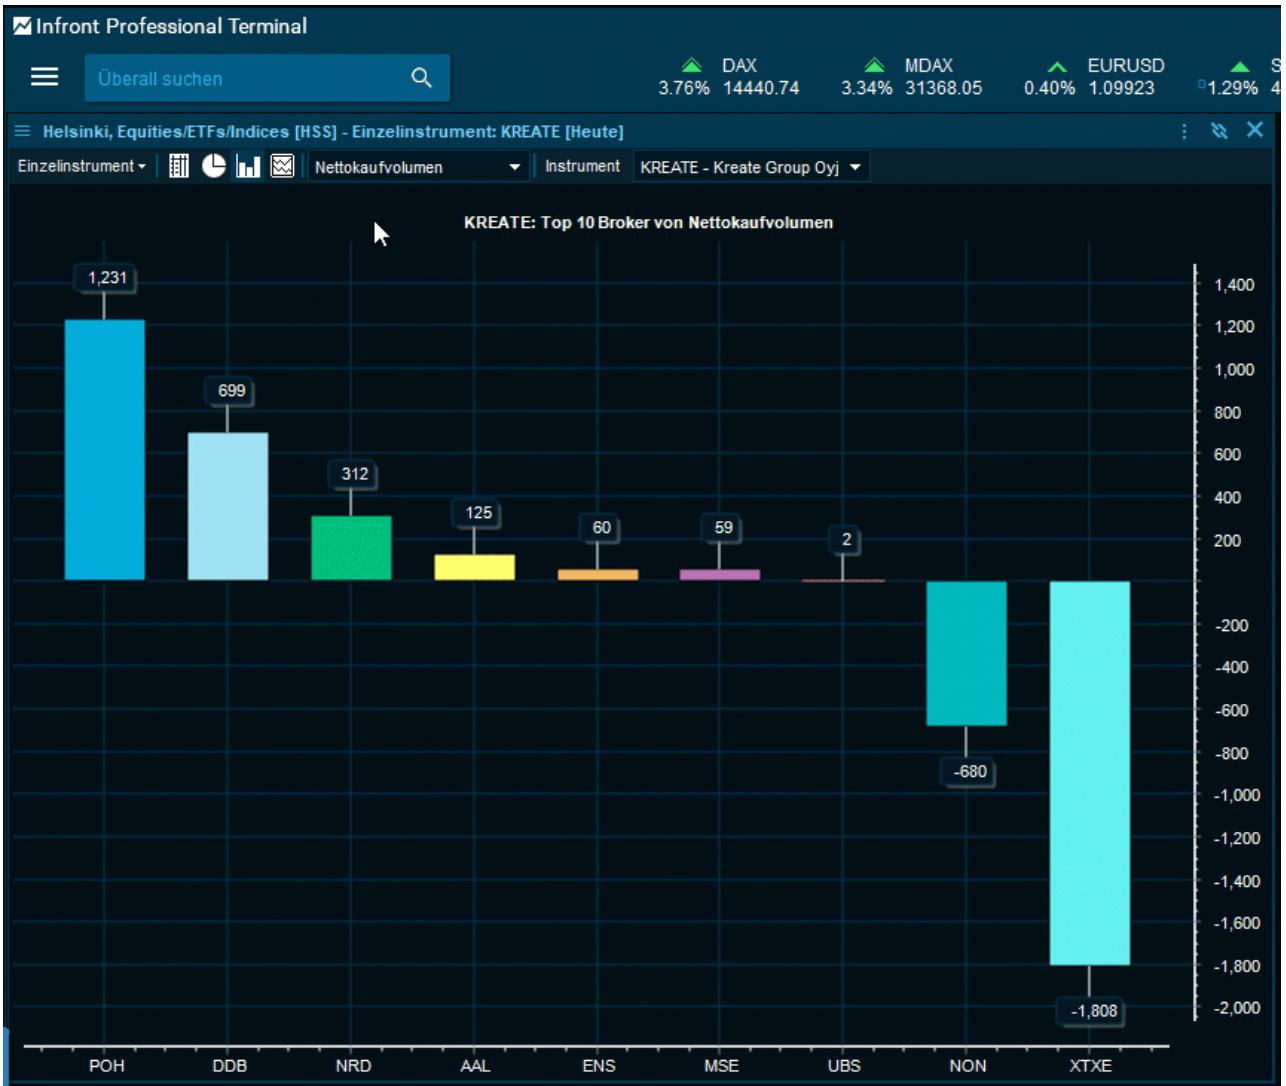 Infront Professional Terminal
Überall suchen
DAX
3.76% 14440.74
MDAX
3.34% 31368.05
EURUSD
0.40% 1.09923
S
D 1.29% 4
Helsinki, Equities/ETFs/Indices [HSS] - Einzelinstrument: KREATE [Heute]
Einzelinstrument Nettokaufvolumen Instrument KREATE - Kreate Group Oyj
KREATE: Top 10 Broker von Nettokaufvolumen
1,231
699
312
125
60
59
2
-680
-1,808
1,400
1,200
1,000
800
600
400
200
-200
-400
-600
-800
-1,000
-1,200
-1,400
-1,600
-1,800
-2,000
POH DDB NRD AAL ENS MSE UBS NON XTXE